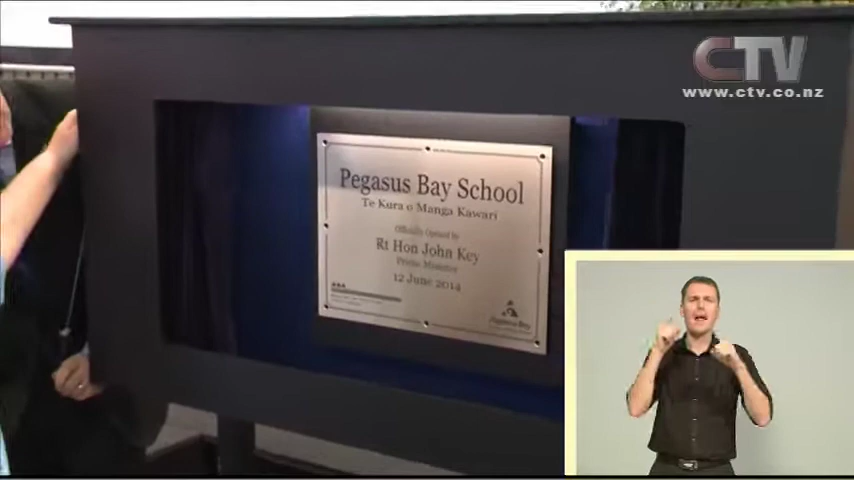 CTV
www.ctv.co.nz
Pegasus Bay School
Te Kura o Manga Kawari
Officially Opened by
Rt Hon John Key
Prime Minister
12 June 2014
Pegasus Bay